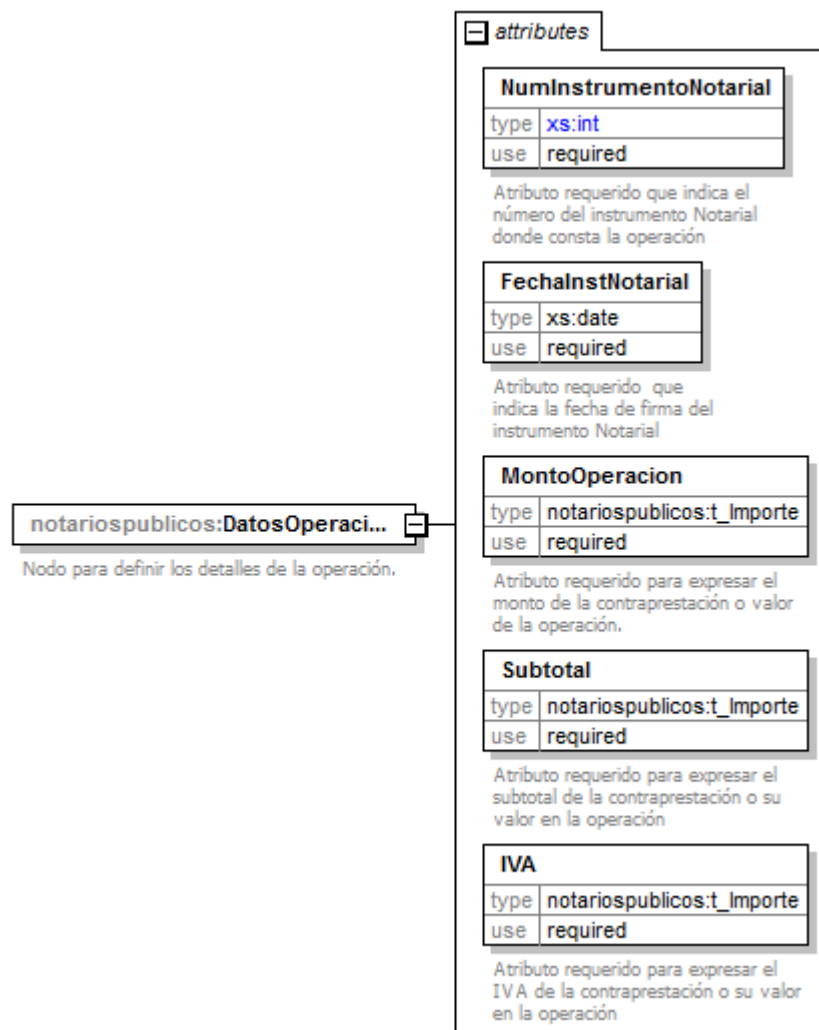 attributes
NumInstrumentoNotarial
type xs:int
use required
Atributo requerido que indica el
número del instrumento Notarial
donde consta la operación
FechaInstNotarial
type xs:date
use required
Atributo requerido que
indica la fecha de firma del
instrumento Notarial
notariospublicos:DatosOperaci...
Nodo para definir los detalles de la operación.
MontoOperacion
type notariospublicos:t_Importe
use required
Atributo requerido para expresar el
monto de la contraprestación o valor
de la operación.
Subtotal
type notariospublicos:t_Importe
use required
Atributo requerido para expresar el
subtotal de la contraprestación o su
valor en la operación
IVA
type notariospublicos:t_Importe
use required
Atributo requerido para expresar el
IVA de la contraprestación o su valor
en la operación